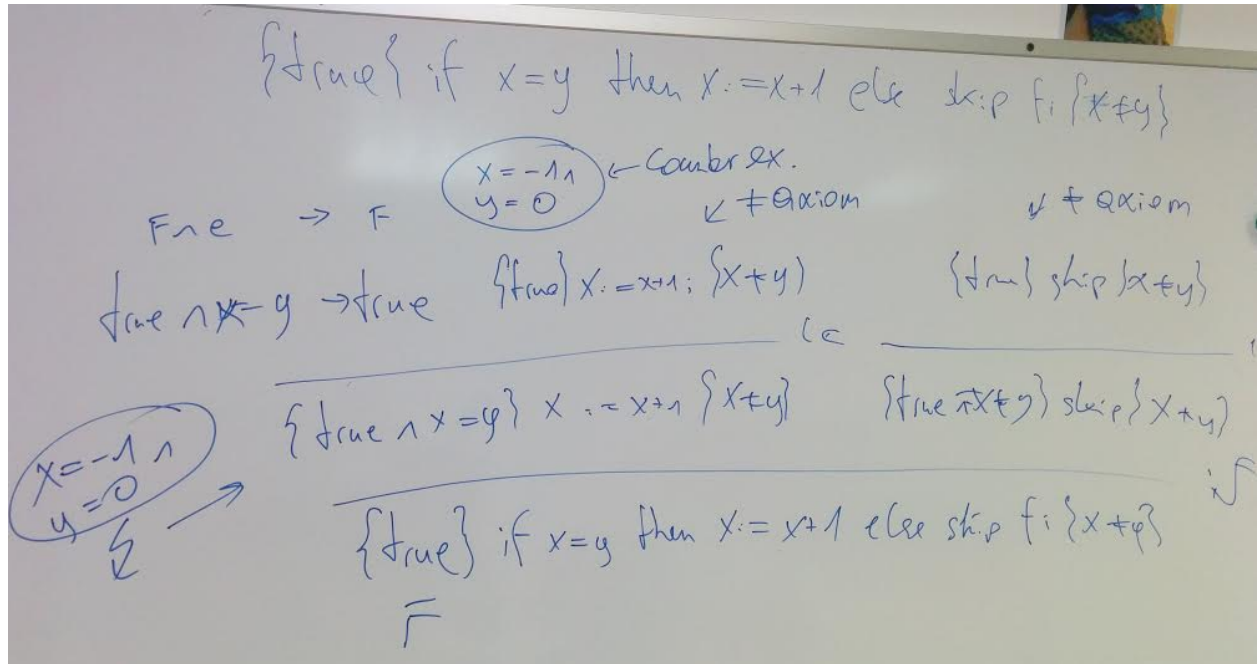 {true} if x=y then x:=x+1 else skip fi {x≠y}
x=-1 ∧
y=0
← Counter ex.
↙ ≠ axiom
↙ ≠ axiom
F∧e → F
true ∧ x=y → true
{true} x:=x+1; {x≠y}
{true} skip {x≠y}
{true ∧ x=y} x:=x+1 {x≠y}
{true ∧ x≠y} skip {x≠y}
x=-1 ∧
y=0
if
{true} if x=y then x:=x+1 else skip fi {x≠y}